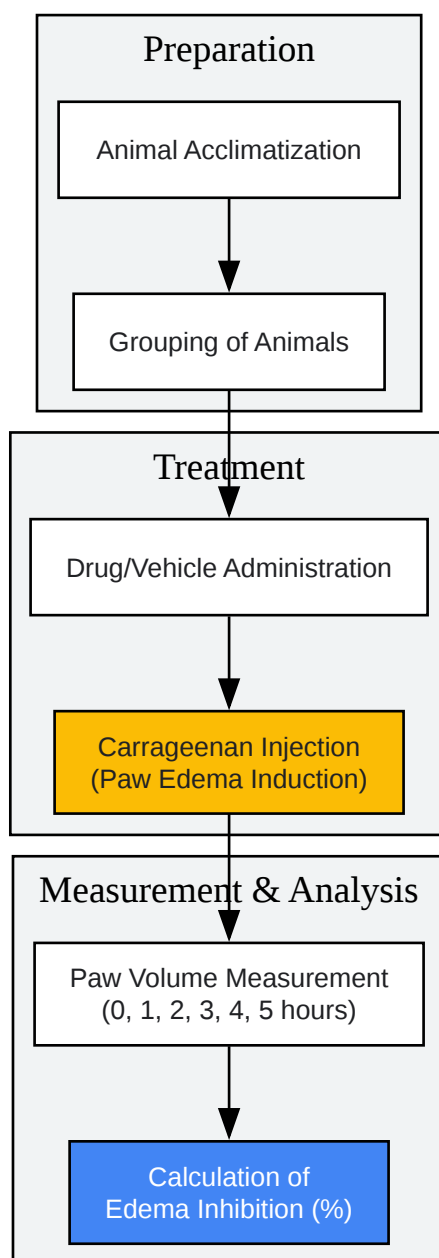 Preparation
Animal Acclimatization
Grouping of Animals
Treatment
Drug/Vehicle Administration
Carrageenan Injection
(Paw Edema Induction)
Measurement & Analysis
Paw Volume Measurement
(0, 1, 2, 3, 4, 5 hours)
Calculation of
Edema Inhibition (%)